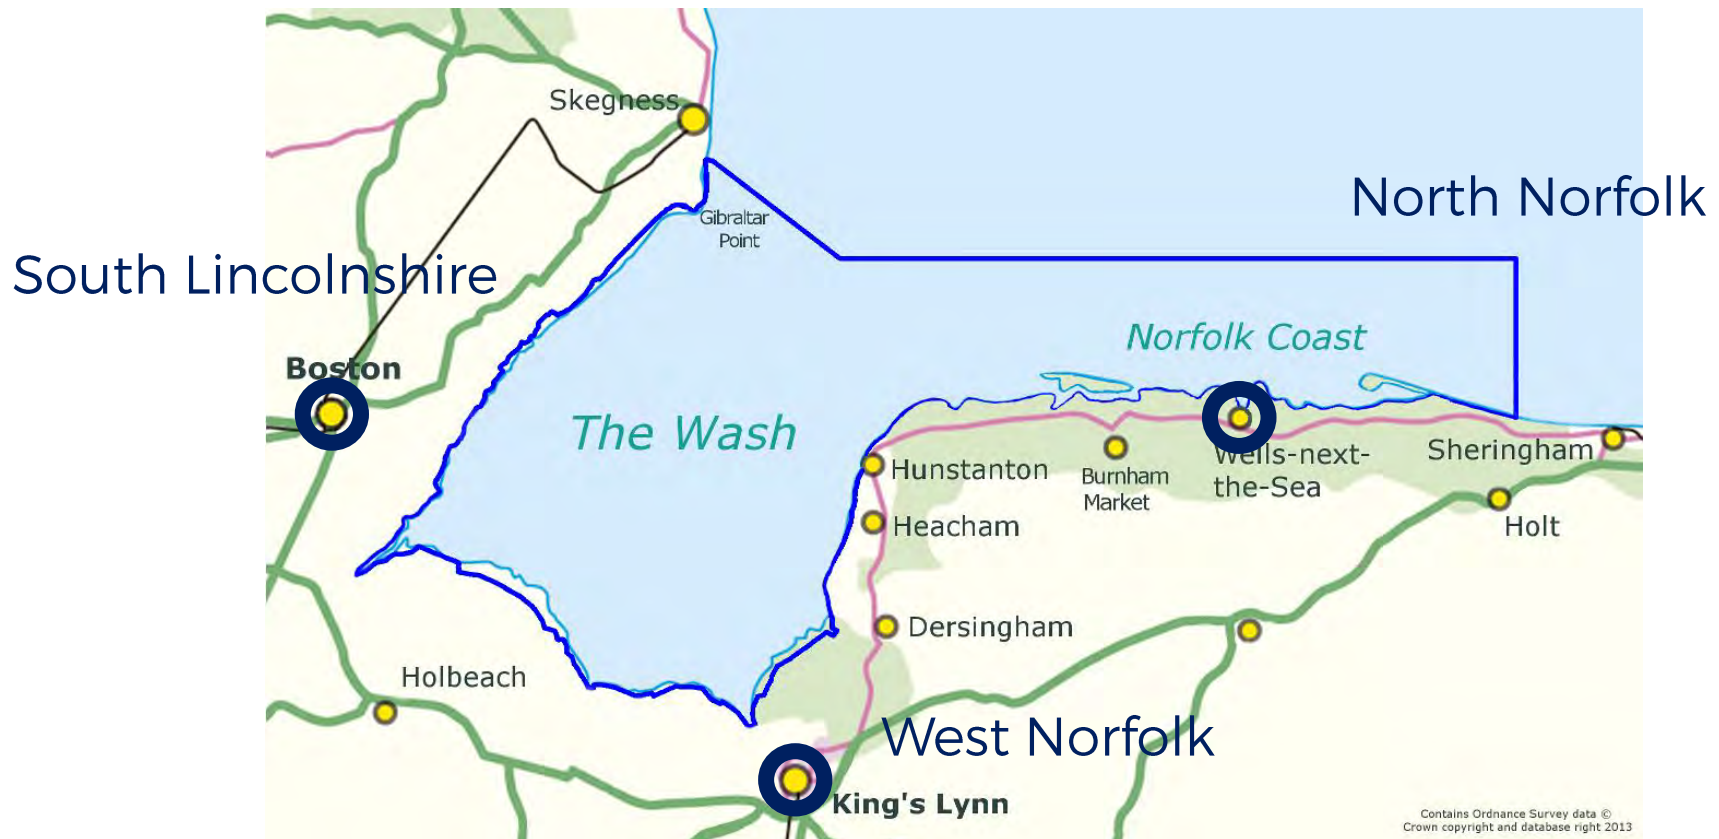 Skegness
North Norfolk
Gibraltar
Point
South Lincolnshire
Norfolk Coast
Boston
The Wash
Hunstanton
Burnham
Market
Wells-next-
the-Sea
Sheringham
Heacham
Holt
Dersingham
Holbeach
West Norfolk
King's Lynn
Contains Ordnance Survey data ©
Crown copyright and database right 2013